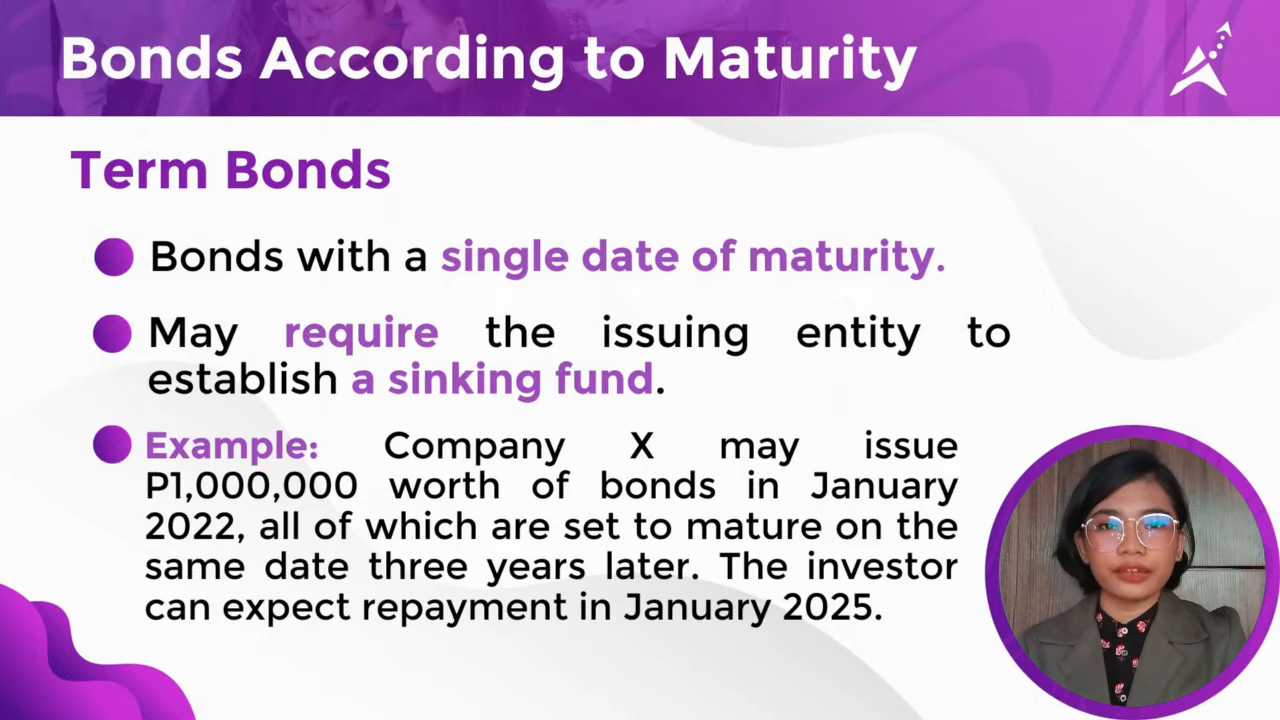 Bonds According to Maturity
Term Bonds
Bonds with a single date of maturity.
May require the issuing entity to
establish a sinking fund.
Example: Company X may issue
P1,000,000 worth of bonds in January
2022, all of which are set to mature on the
same date three years later. The investor
can expect repayment in January 2025.